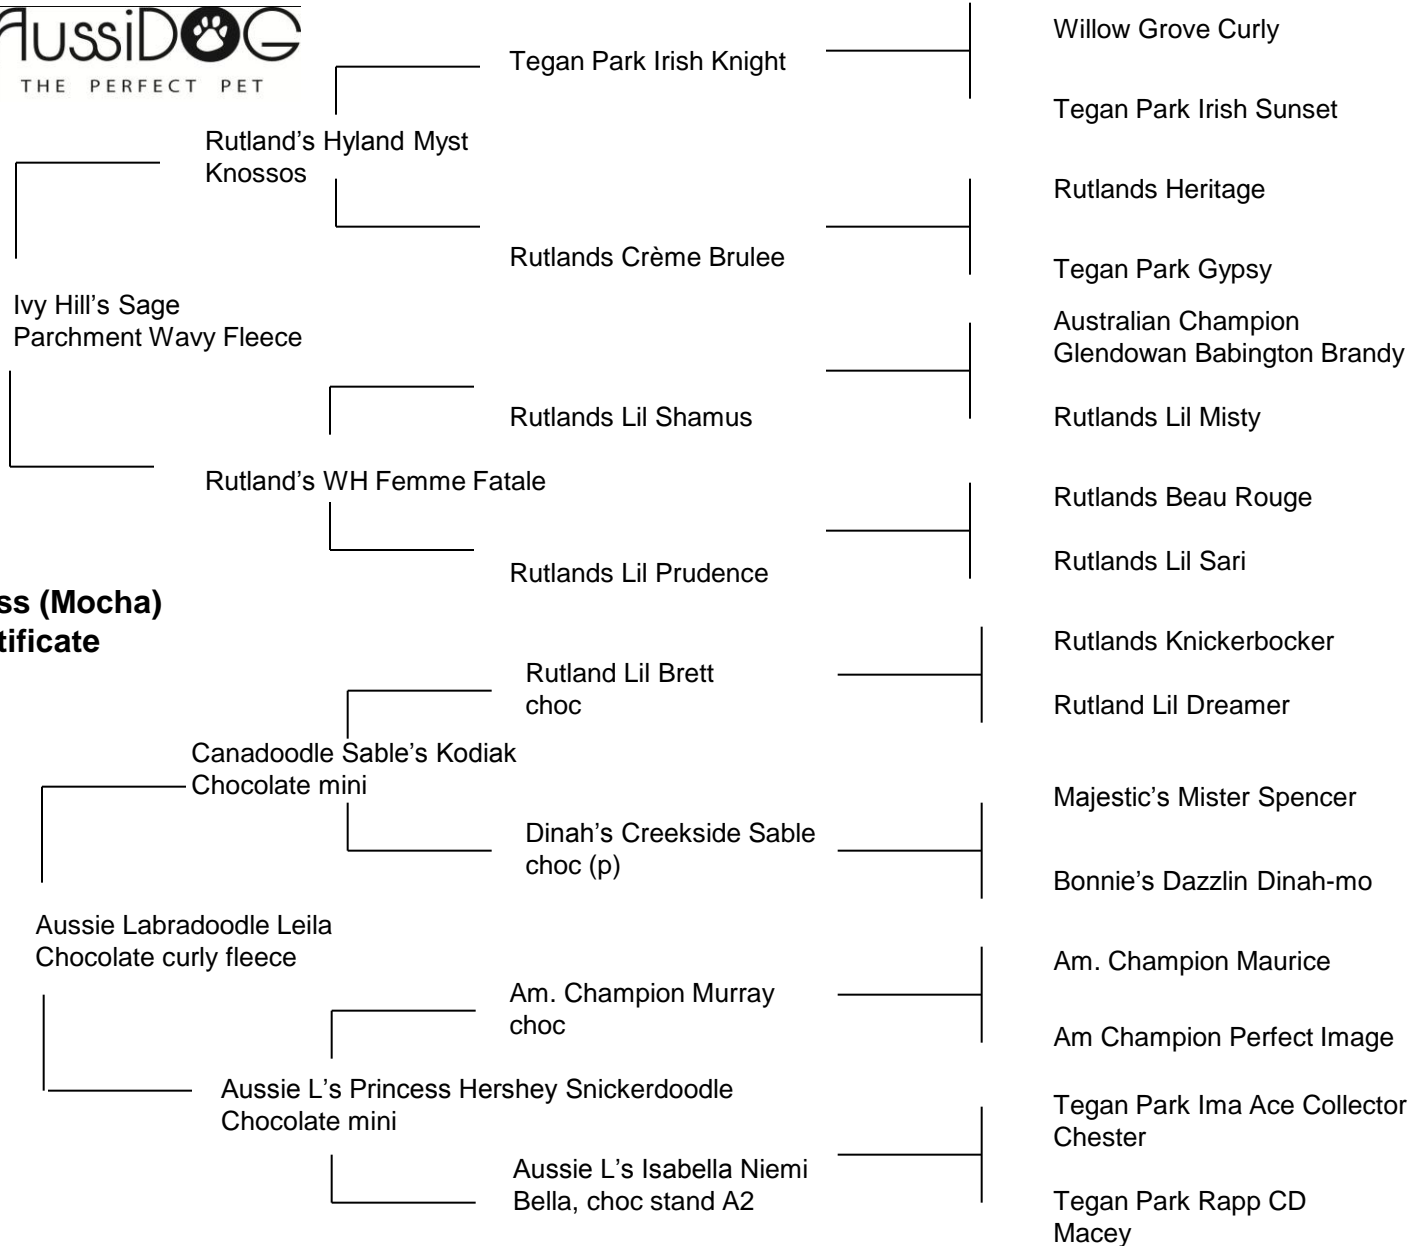 AussiDOG
THE PERFECT PET
ss (Mocha)
tificate
Ivy Hill’s Sage
Parchment Wavy Fleece
Aussie Labradoodle Leila
Chocolate curly fleece
Rutland’s Hyland Myst
Knossos
Rutland’s WH Femme Fatale
Canadoodle Sable’s Kodiak
Chocolate mini
Aussie L’s Princess Hershey Snickerdoodle
Chocolate mini
Tegan Park Irish Knight
Rutlands Crème Brulee
Rutlands Lil Shamus
Rutlands Lil Prudence
Rutland Lil Brett
choc
Dinah’s Creekside Sable
choc (p)
Am. Champion Murray
choc
Aussie L’s Isabella Niemi
Bella, choc stand A2
Willow Grove Curly
Tegan Park Irish Sunset
Rutlands Heritage
Tegan Park Gypsy
Australian Champion
Glendowan Babington Brandy
Rutlands Lil Misty
Rutlands Beau Rouge
Rutlands Lil Sari
Rutlands Knickerbocker
Rutland Lil Dreamer
Majestic’s Mister Spencer
Bonnie’s Dazzlin Dinah-mo
Am. Champion Maurice
Am Champion Perfect Image
Tegan Park Ima Ace Collector
Chester
Tegan Park Rapp CD
Macey